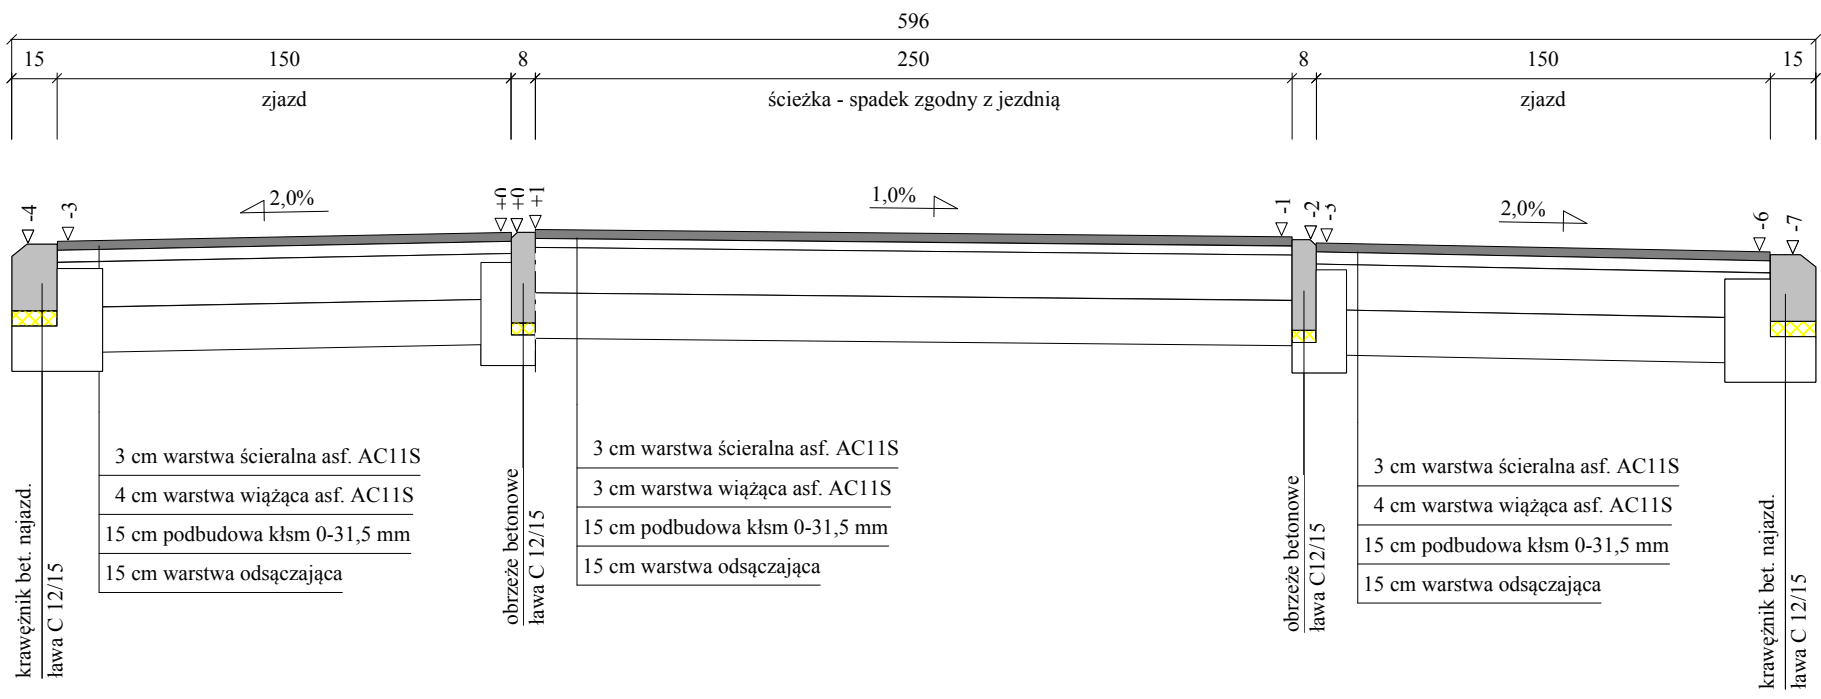 596
15 150 8 250 8 150 15
zjazd ścieżka - spadek zgodny z jezdnią zjazd
-4 -3 2,0% +0 +0 +1 1,0% -1 -2 -3 2,0% -6 -7
3 cm warstwa ścieralna asf. AC11S
4 cm warstwa wiążąca asf. AC11S
15 cm podbudowa kłsm 0-31,5 mm
15 cm warstwa odsączająca
3 cm warstwa ścieralna asf. AC11S
3 cm warstwa wiążąca asf. AC11S
15 cm podbudowa kłsm 0-31,5 mm
15 cm warstwa odsączająca
3 cm warstwa ścieralna asf. AC11S
4 cm warstwa wiążąca asf. AC11S
15 cm podbudowa kłsm 0-31,5 mm
15 cm warstwa odsączająca
krawężnik bet. najazd.
ława C 12/15
obrzeże betonowe
ława C 12/15
obrzeże betonowe
ława C12/15
krawężnik bet. najazd.
ława C 12/15